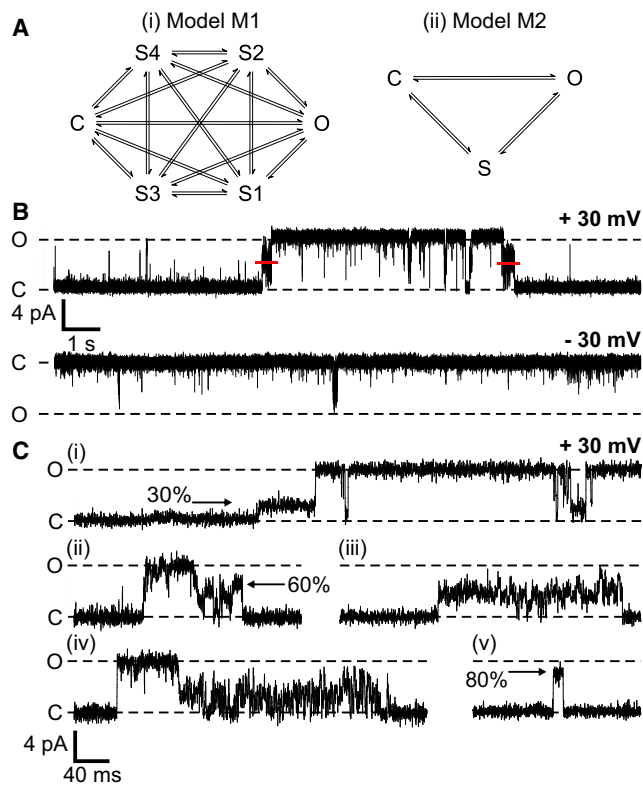 A
(i) Model M1
(ii) Model M2
S4 S2
C O
S3 S1
C O
S
B
+ 30 mV
O
C
4 pA
1 s
- 30 mV
C
O
C
(i)
+ 30 mV
O
30%
C
(ii)
(iii)
O
60%
C
(iv)
(v)
O
80%
C
4 pA
40 ms